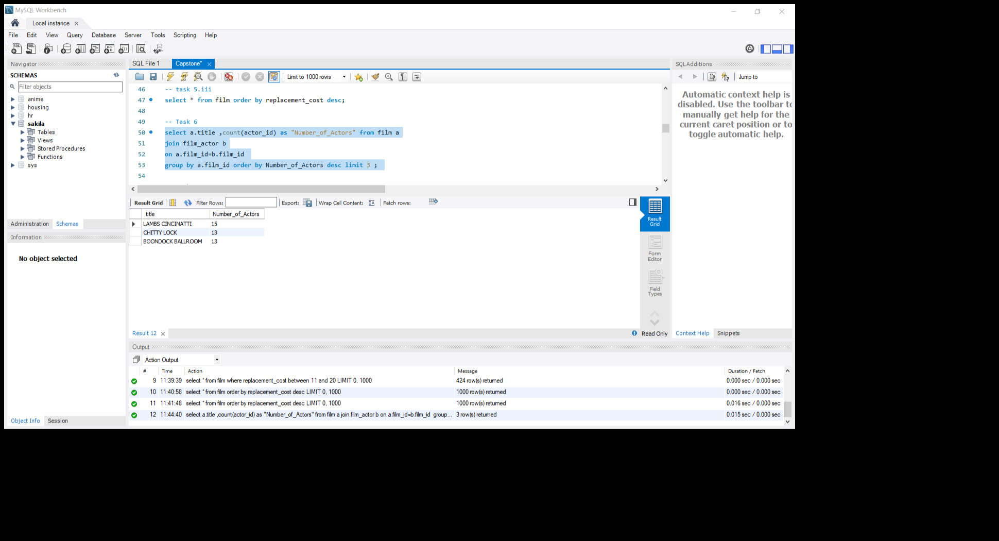 MySQL Workbench
Local instance
File Edit View Query Database Server Tools Scripting Help
Navigator
SCHEMAS
Filter objects
anime
housing
hr
sakila
Tables
Views
Stored Procedures
Functions
sys
Administration Schemas
Information
No object selected
Object Info Session
SQL File 1 Capstone*
Limit to 1000 rows
46 -- task 5.iii
47 select * from film order by replacement_cost desc;
48
49 -- Task 6
50 select a.title ,count(actor_id) as "Number_of_Actors" from film a
51 join film_actor b
52 on a.film_id=b.film_id
53 group by a.film_id order by Number_of_Actors desc limit 3 ;
54
Result Grid Filter Rows: Export: Wrap Cell Content: Fetch rows:
title Number_of_Actors
LAMBS CINCINATTI 15
CHITTY LOCK 13
BOONDOCK BALLROOM 13
Result Grid
Form Editor
Field Types
Result 12 Read Only
SQLAdditions
Jump to
Automatic context help is
disabled. Use the toolbar to
manually get help for the
current caret position or to
toggle automatic help.
Context Help Snippets
Output
Action Output
# Time Action Message Duration / Fetch
9 11:39:39 select * from film where replacement_cost between 11 and 20 LIMIT 0, 1000 424 row(s) returned 0.000 sec / 0.000 sec
10 11:40:58 select * from film order by replacement_cost desc LIMIT 0, 1000 1000 row(s) returned 0.000 sec / 0.000 sec
11 11:41:48 select * from film order by replacement_cost desc LIMIT 0, 1000 1000 row(s) returned 0.016 sec / 0.000 sec
12 11:44:40 select a.title ,count(actor_id) as "Number_of_Actors" from film a join film_actor b on a.film_id=b.film_id group... 3 row(s) returned 0.015 sec / 0.000 sec